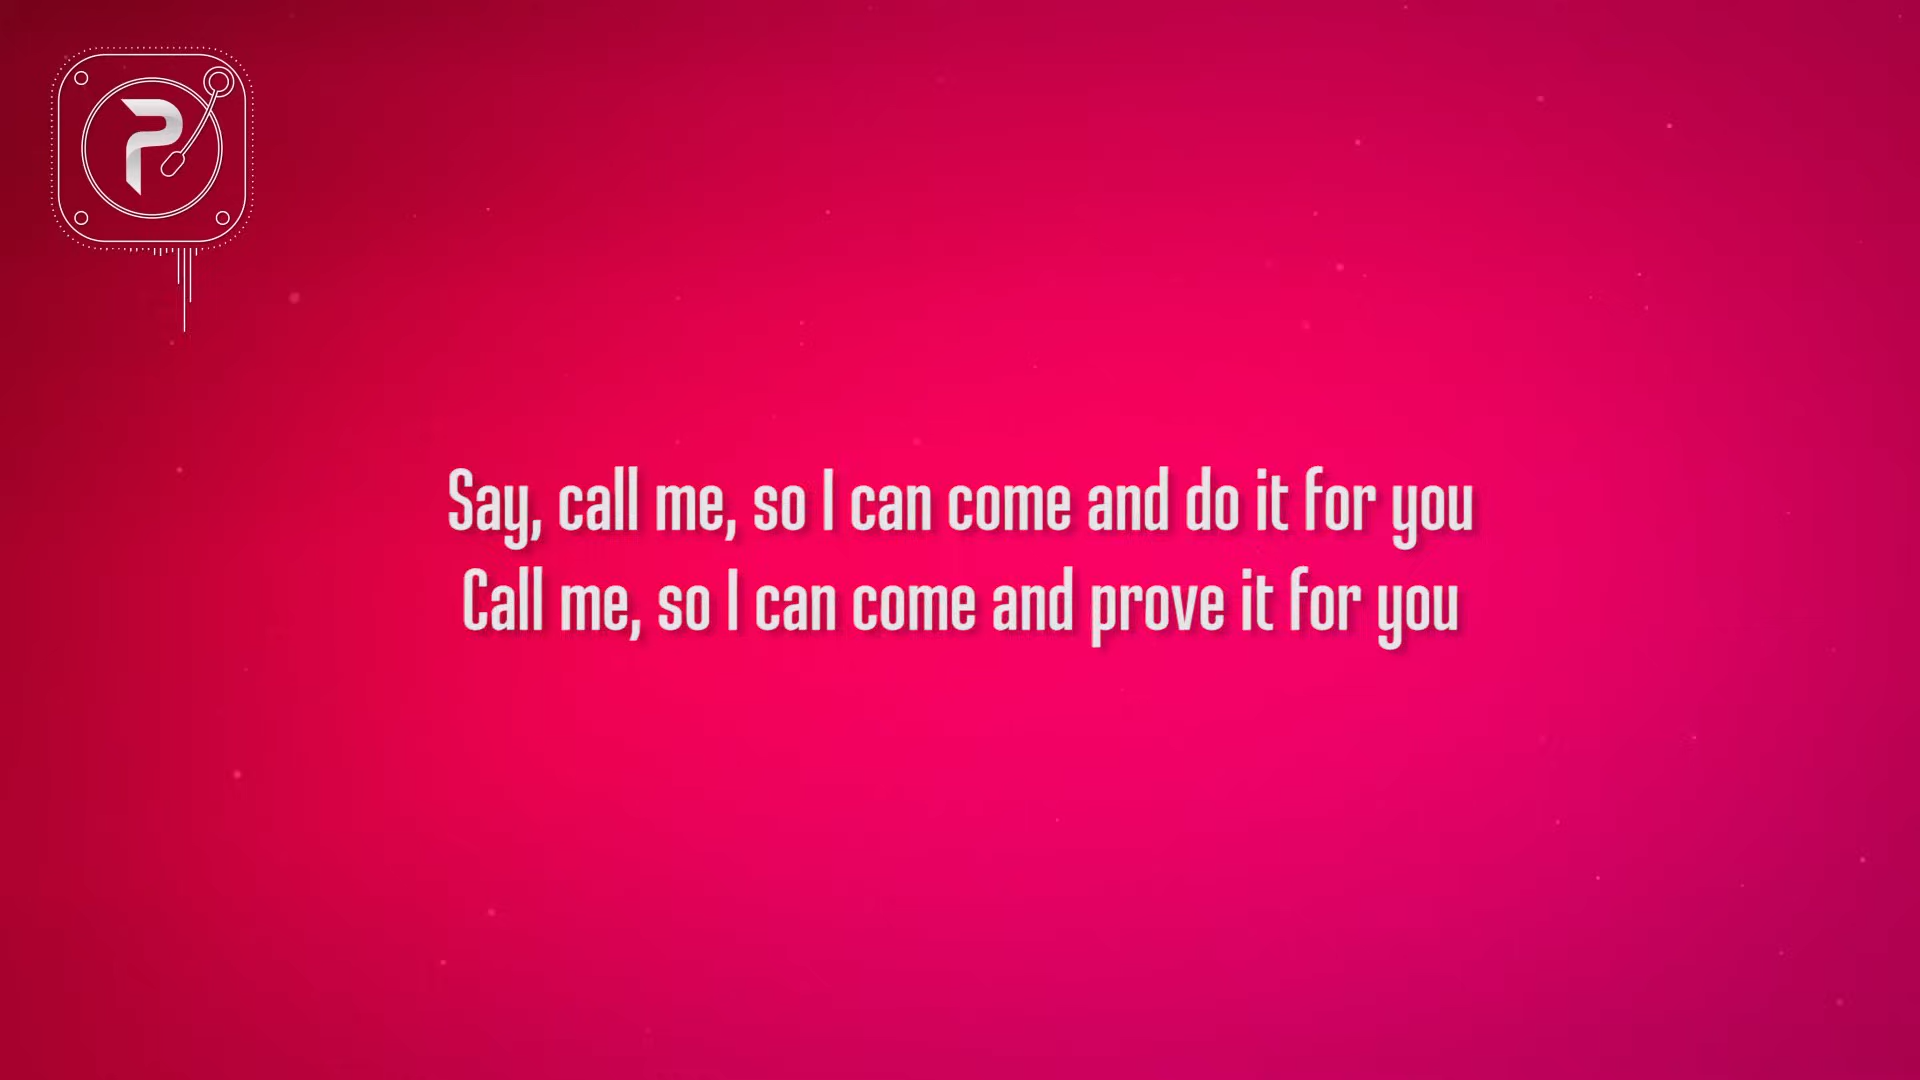 P
Say, call me, so I can come and do it for you
Call me, so I can come and prove it for you